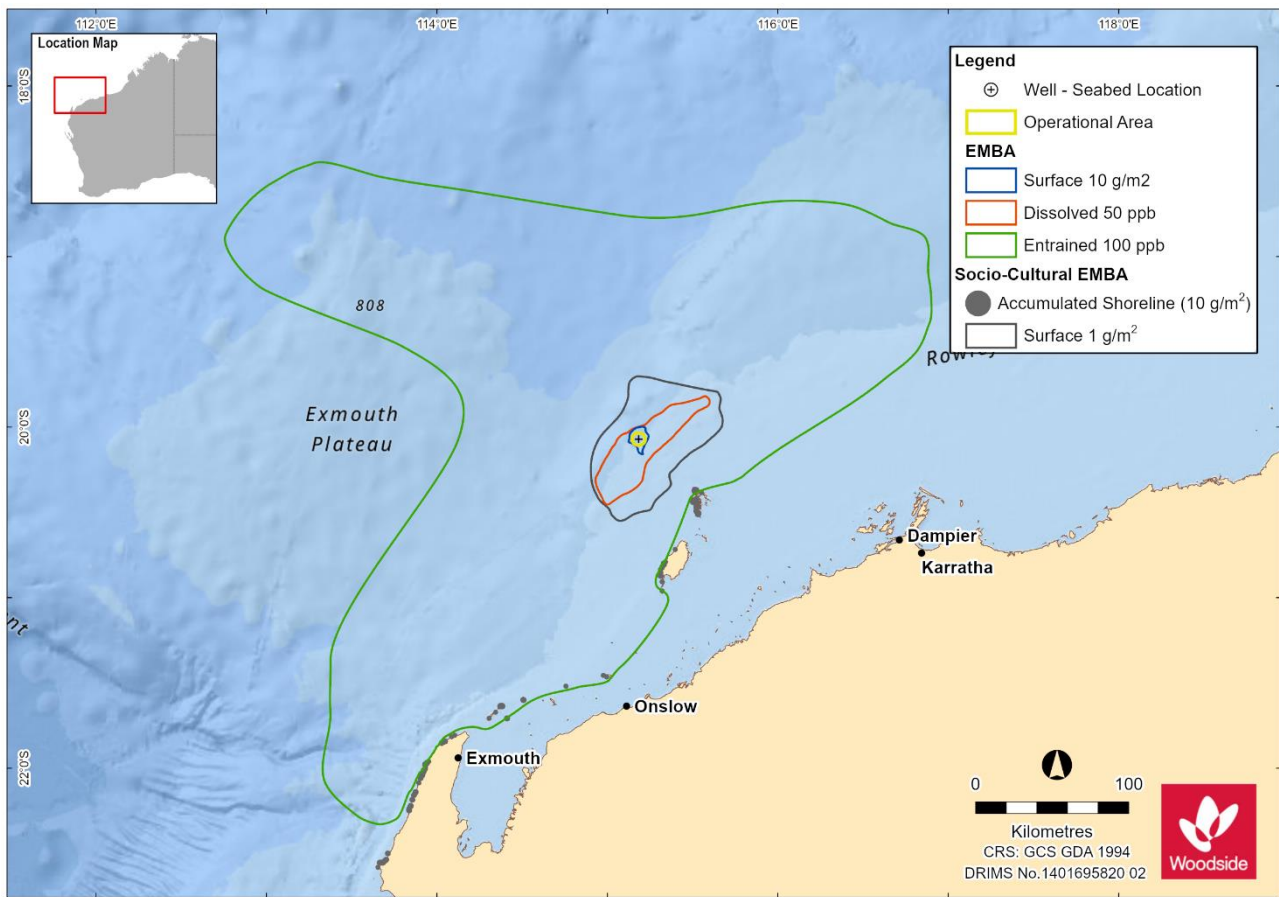 112°0'E
114°0'E
116°0'E
118°0'E
Location Map
18°0'S
20°0'S
22°0'S
Legend
Well - Seabed Location
Operational Area
EMBA
Surface 10 g/m2
Dissolved 50 ppb
Entrained 100 ppb
Socio-Cultural EMBA
Accumulated Shoreline (10 g/m²)
Surface 1 g/m²
808
Exmouth
Plateau
Dampier
Karratha
Onslow
Exmouth
0 100
Kilometres
CRS: GCS GDA 1994
DRIMS No.1401695820 02
Woodside